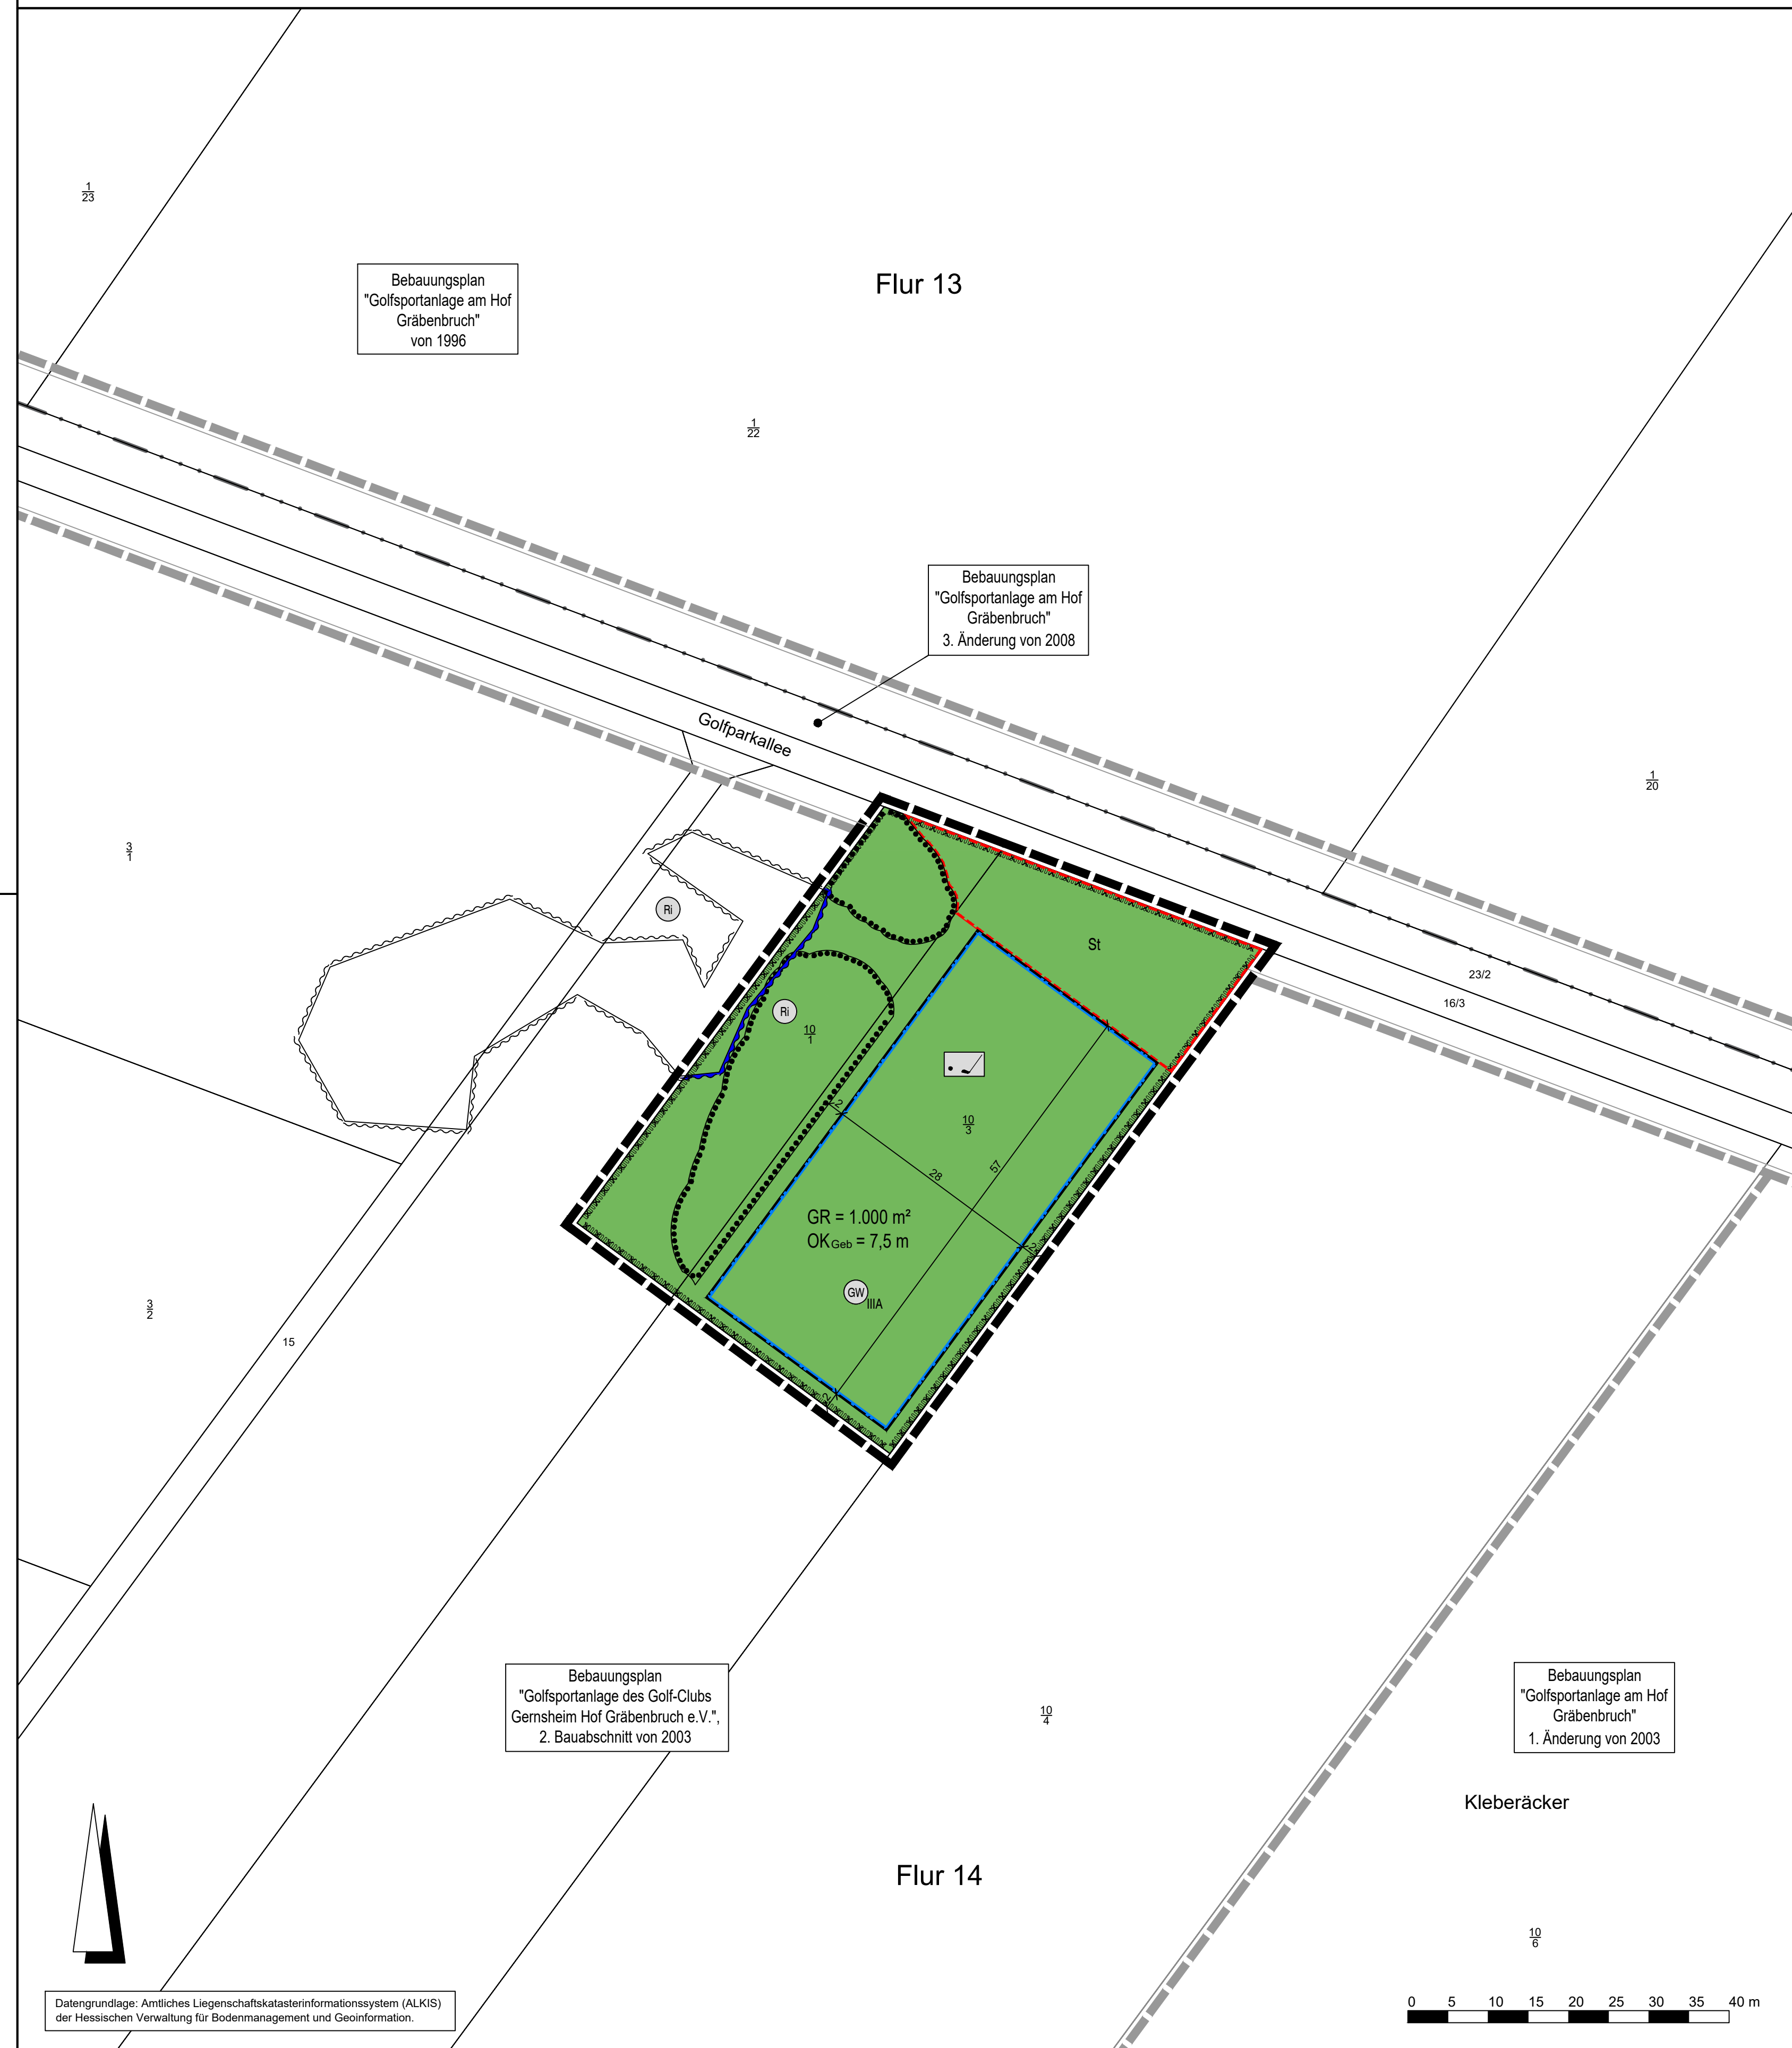 1
23
Bebauungsplan
"Golfsportanlage am Hof
Gräbenbruch"
von 1996
Flur 13
1
22
Bebauungsplan
"Golfsportanlage am Hof
Gräbenbruch"
3. Änderung von 2008
Golfparkallee
1
20
3
1
Ri
St
23/2
16/3
Ri
10
1
10
3
2
28
57
2
GR = 1.000 m²
OKGeb = 7,5 m
GW IIIA
2
3
2
15
Bebauungsplan
"Golfsportanlage des Golf-Clubs
Gernsheim Hof Gräbenbruch e.V.",
2. Bauabschnitt von 2003
10
4
Bebauungsplan
"Golfsportanlage am Hof
Gräbenbruch"
1. Änderung von 2003
Kleberäcker
Flur 14
10
6
Datengrundlage: Amtliches Liegenschaftskatasterinformationssystem (ALKIS)
der Hessischen Verwaltung für Bodenmanagement und Geoinformation.
0 5 10 15 20 25 30 35 40 m